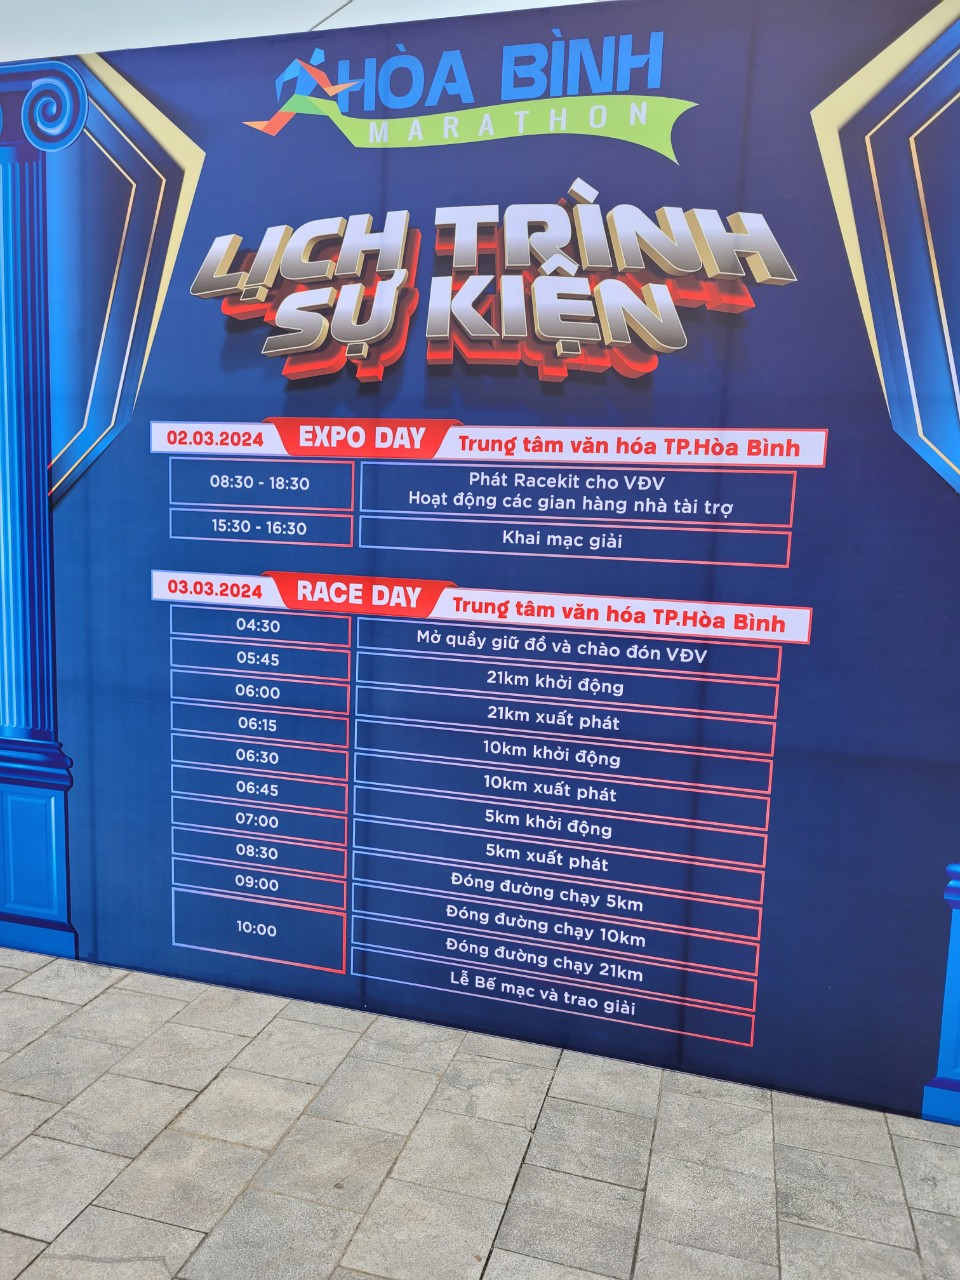 HÒA BÌNH
MARATHON
LỊCH TRÌNH
SỰ KIỆN
02.03.2024 EXPO DAY Trung tâm văn hóa TP.Hòa Bình
08:30 - 18:30 Phát Racekit cho VĐV
Hoạt động các gian hàng nhà tài trợ
15:30 - 16:30 Khai mạc giải
03.03.2024 RACE DAY Trung tâm văn hóa TP.Hòa Bình
04:30 Mở quầy giữ đồ và chào đón VĐV
05:45 21km khởi động
06:00 21km xuất phát
06:15 10km khởi động
06:30 10km xuất phát
06:45 5km khởi động
07:00 5km xuất phát
08:30 Đóng đường chạy 5km
09:00 Đóng đường chạy 10km
10:00 Đóng đường chạy 21km
Lễ Bế mạc và trao giải